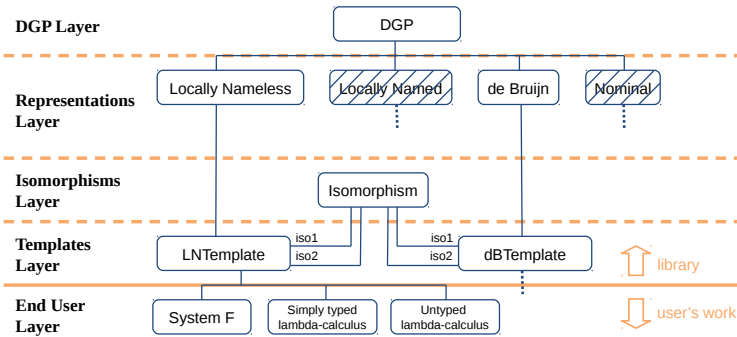 DGP Layer
DGP
Representations
Layer
Locally Nameless
Locally Named
de Bruijn
Nominal
Isomorphisms
Layer
Isomorphism
Templates
Layer
LNTemplate
iso1
iso2
iso1
iso2
dBTemplate
library
End User
Layer
System F
Simply typed
lambda-calculus
Untyped
lambda-calculus
user's work